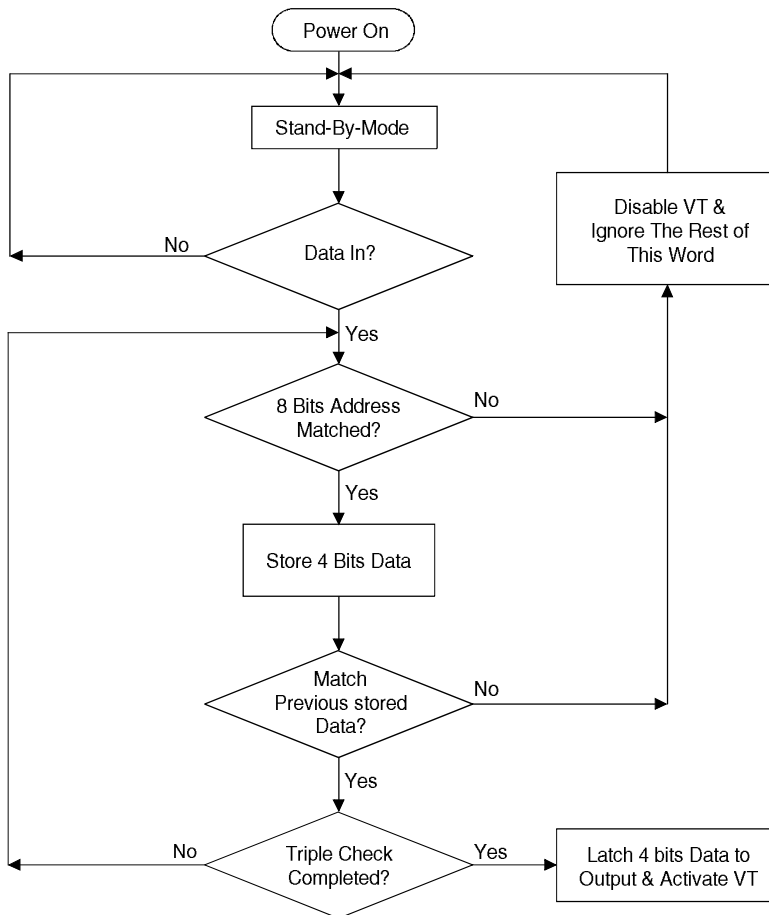 Power On
Stand-By-Mode
Disable VT &
Ignore The Rest of
This Word
No
Data In?
Yes
8 Bits Address
Matched?
No
Yes
Store 4 Bits Data
Match
Previous stored
Data?
No
Yes
No
Triple Check
Completed?
Yes
Latch 4 bits Data to
Output & Activate VT